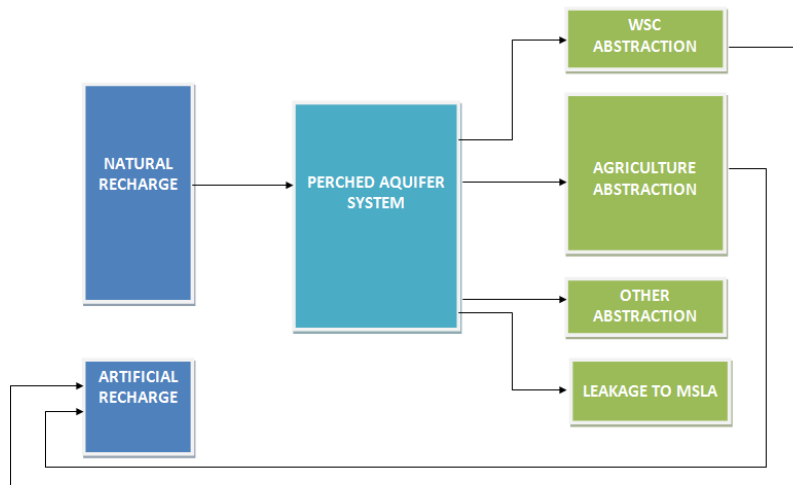 NATURAL
RECHARGE
PERCHED AQUIFER
SYSTEM
WSC
ABSTRACTION
AGRICULTURE
ABSTRACTION
OTHER
ABSTRACTION
LEAKAGE TO MSLA
ARTIFICIAL
RECHARGE